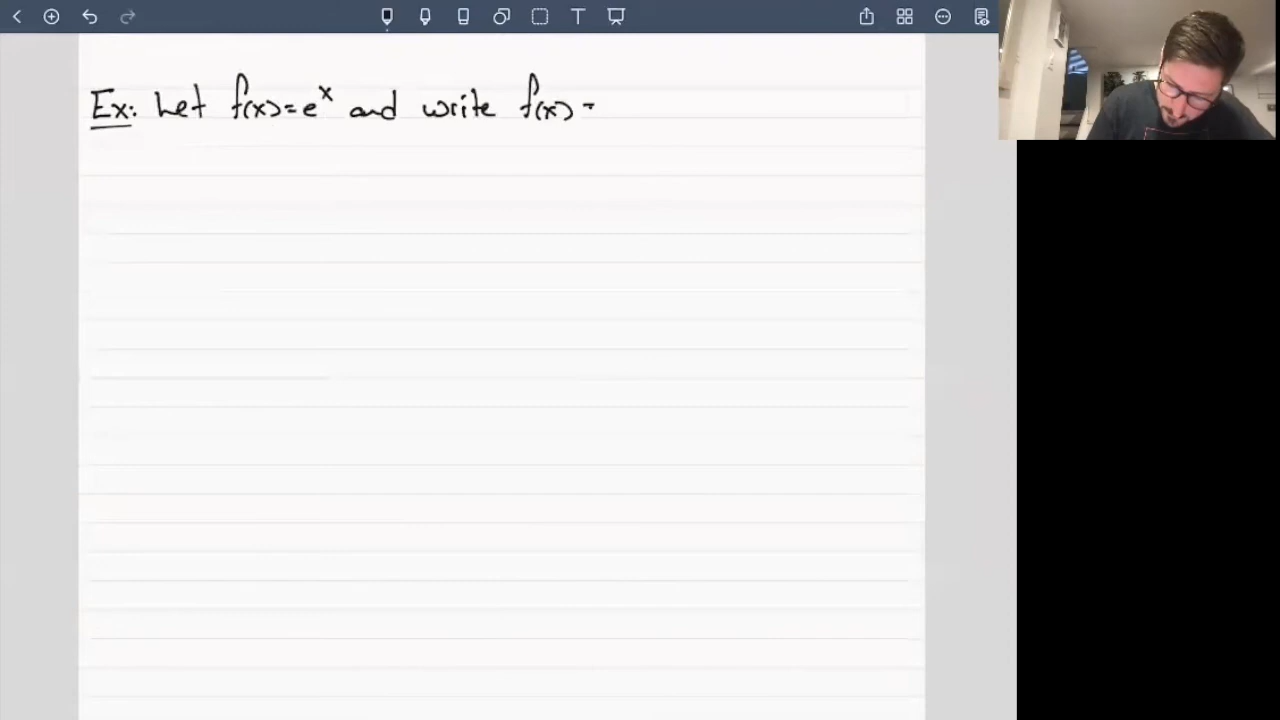 Ex: Let f(x)=e^x and write f(x) -